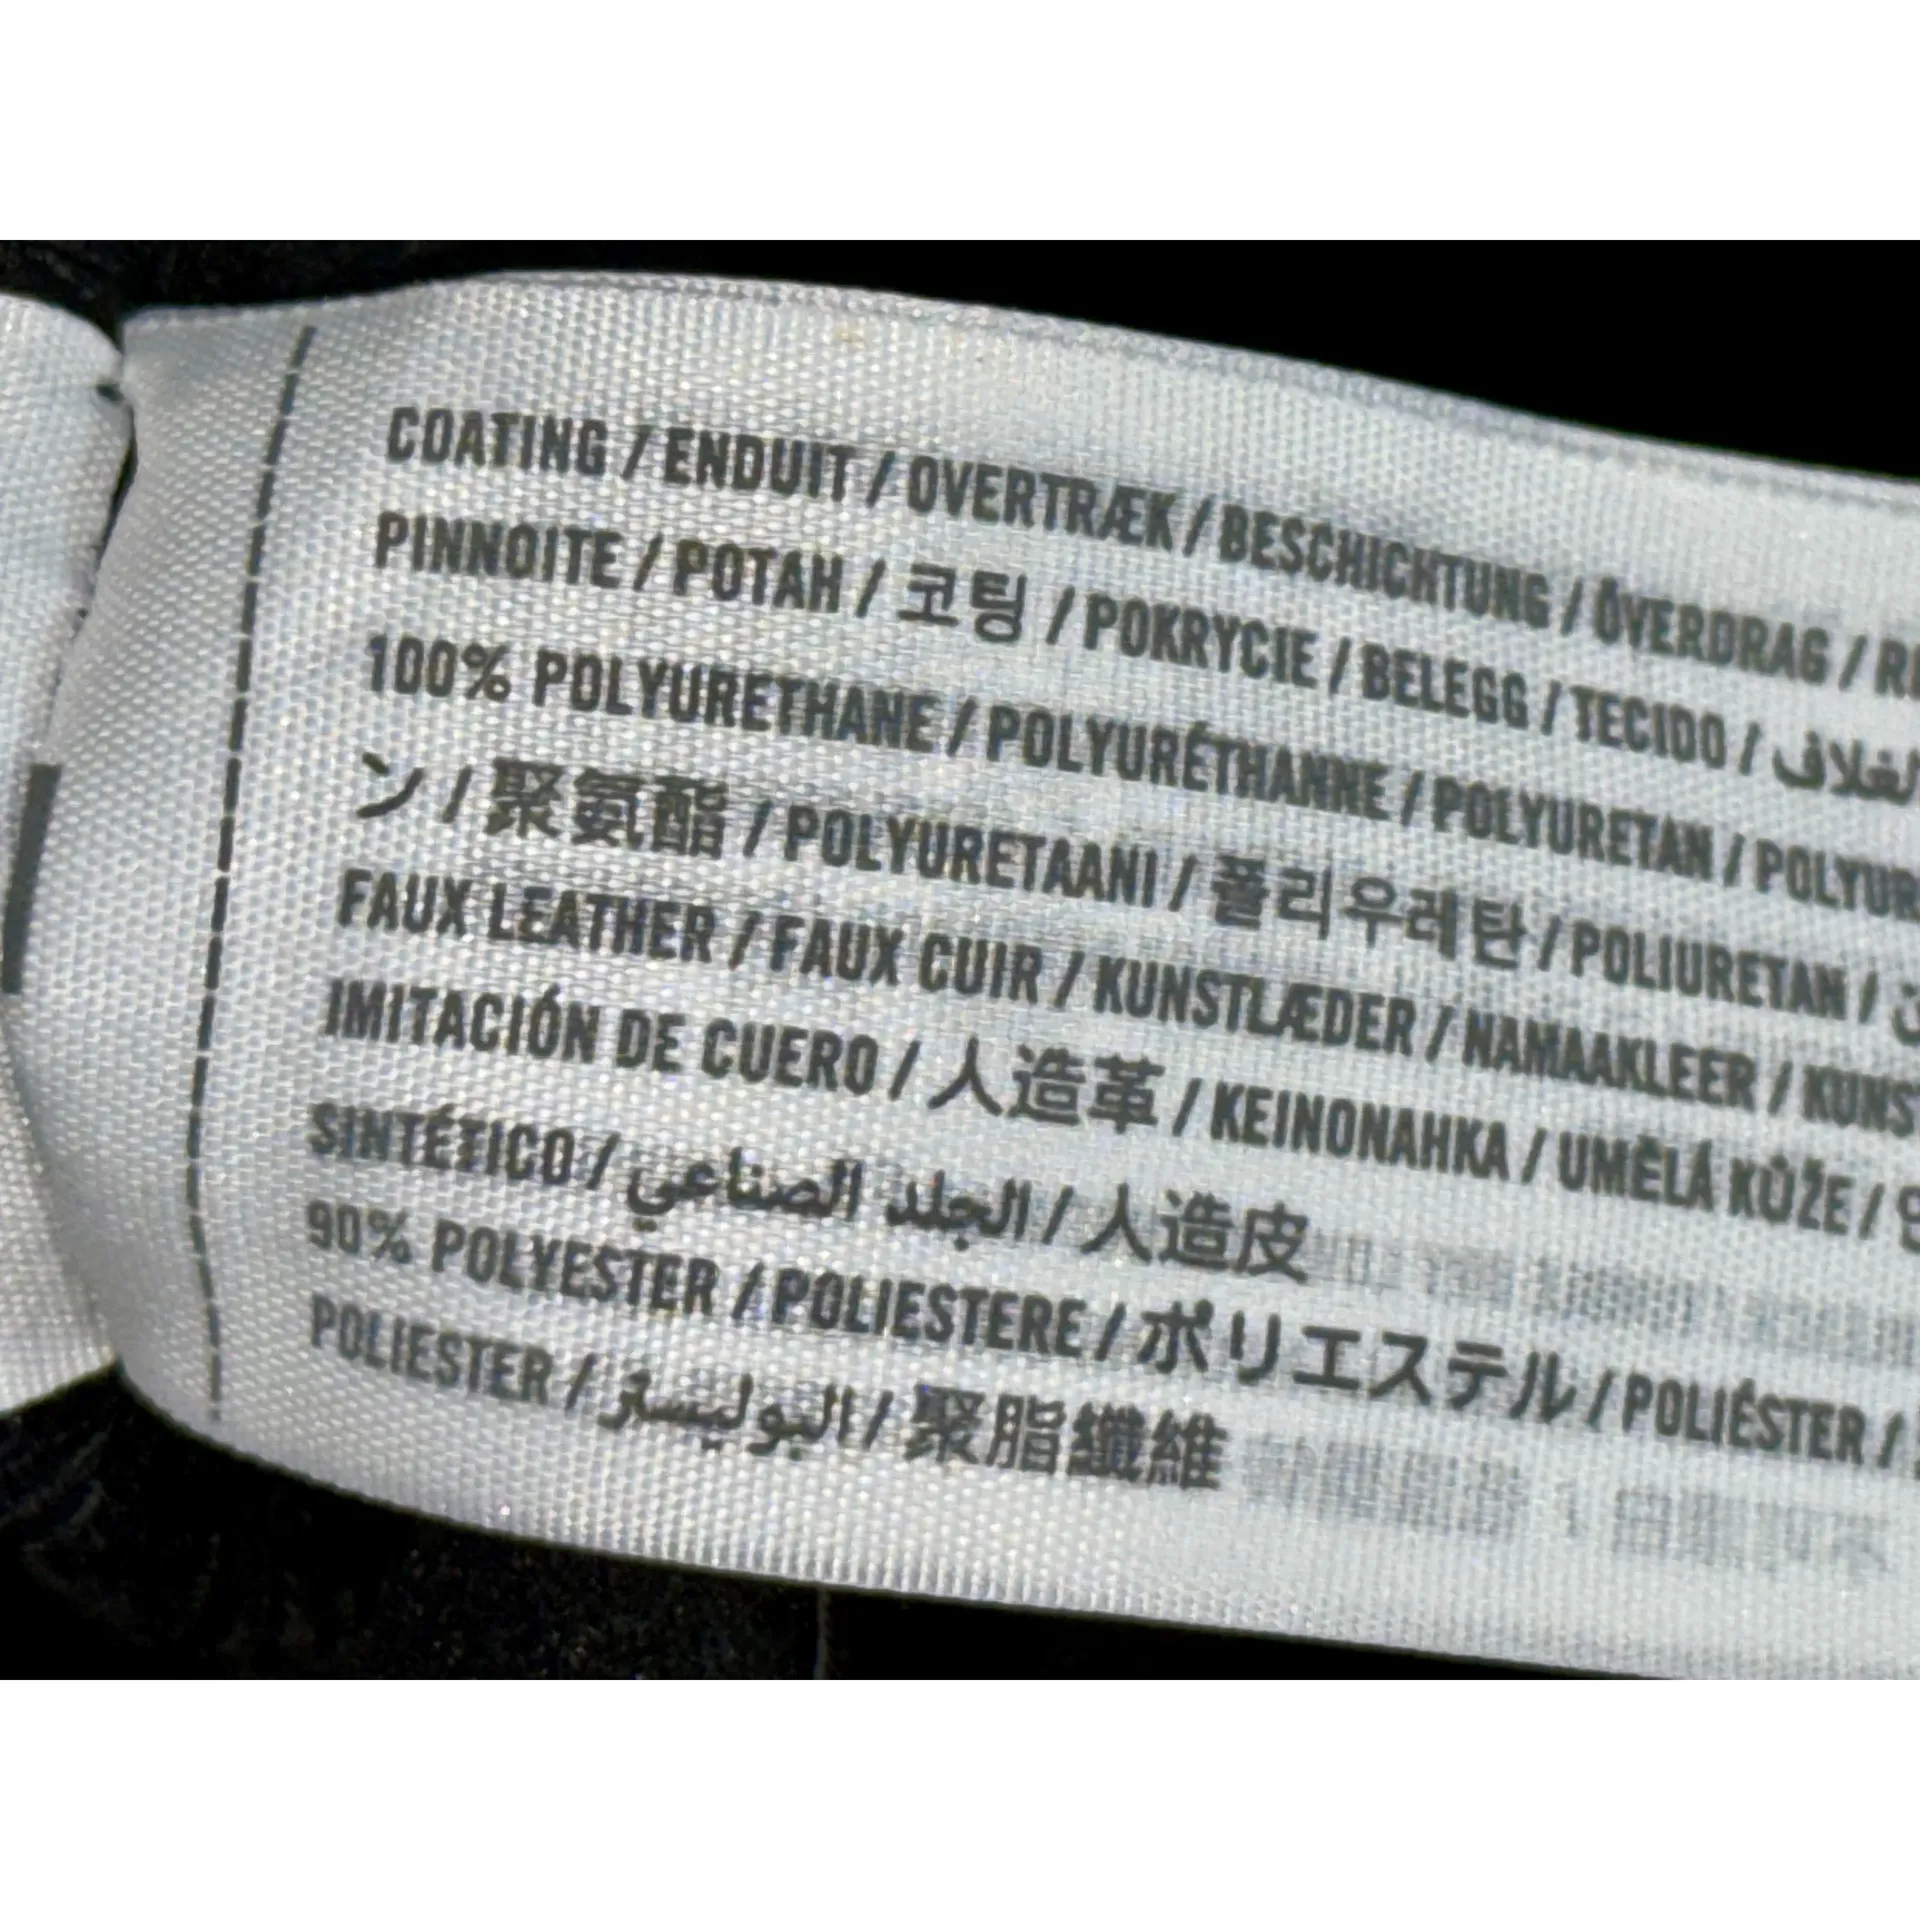 COATING / ENDUIT / OVERTRÆK / BESCHICHTUNG / ÖVERDRAG /
PINNOITE / POTAH / 코팅 / POKRYCIE / BELEGG / TECIDO / الغلاف
100% POLYURETHANE / POLYURÉTHANNE / POLYURETAN /
ン / 聚氨酯 / POLYURETAANI / 폴리우레탄 / POLIURETAN /
FAUX LEATHER / FAUX CUIR / KUNSTLÆDER / NAMAAKLEER /
IMITACIÓN DE CUERO / 人造革 / KEINONAHKA / UMĚLÁ KŮŽE /
SINTÉTICO / الجلد الصناعي / 人造皮
90% POLYESTER / POLIESTERE / ポリエステル / POLIÉSTER /
POLIESTER / البوليستر / 聚脂纖維